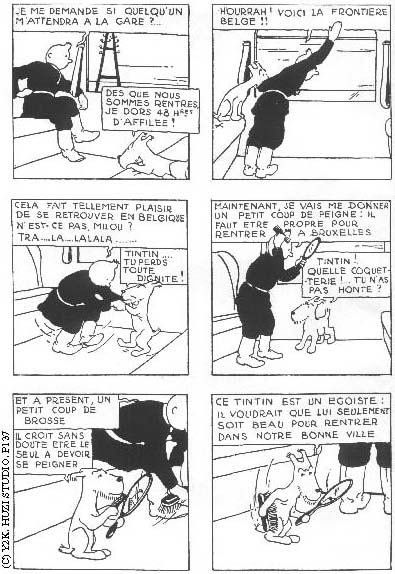 JE ME DEMANDE SI QUELQU'UN
M'ATTENDRA A LA GARE ?...
DES QUE NOUS
SOMMES RENTRES,
JE DORS 48 HRES
D'AFFILEE !
HOURRAH ! VOICI LA FRONTIERE
BELGE !!
CELA FAIT TELLEMENT PLAISIR
DE SE RETROUVER EN BELGIQUE
N'EST-CE PAS, MILOU ?
TRA....LA....LALALA ........
TINTIN ....
TU PERDS
TOUTE
DIGNITE !
MAINTENANT, JE VAIS ME DONNER
UN PETIT COUP DE PEIGNE : IL
FAUT ETRE PROPRE POUR
RENTRER A BRUXELLES
TINTIN !
QUELLE COQUET-
TERIE !... TU N'AS
PAS HONTE ?
ET A PRESENT, UN
PETIT COUP DE
BROSSE
IL CROIT SANS
DOUTE ETRE LE
SEUL A DEVOIR
SE PEIGNER
CE TINTIN EST UN EGOISTE :
IL VOUDRAIT QUE LUI SEULEMENT
SOIT BEAU POUR RENTRER
DANS NOTRE BONNE VILLE
(C) Y2K. HUZI STUDIO. P.137